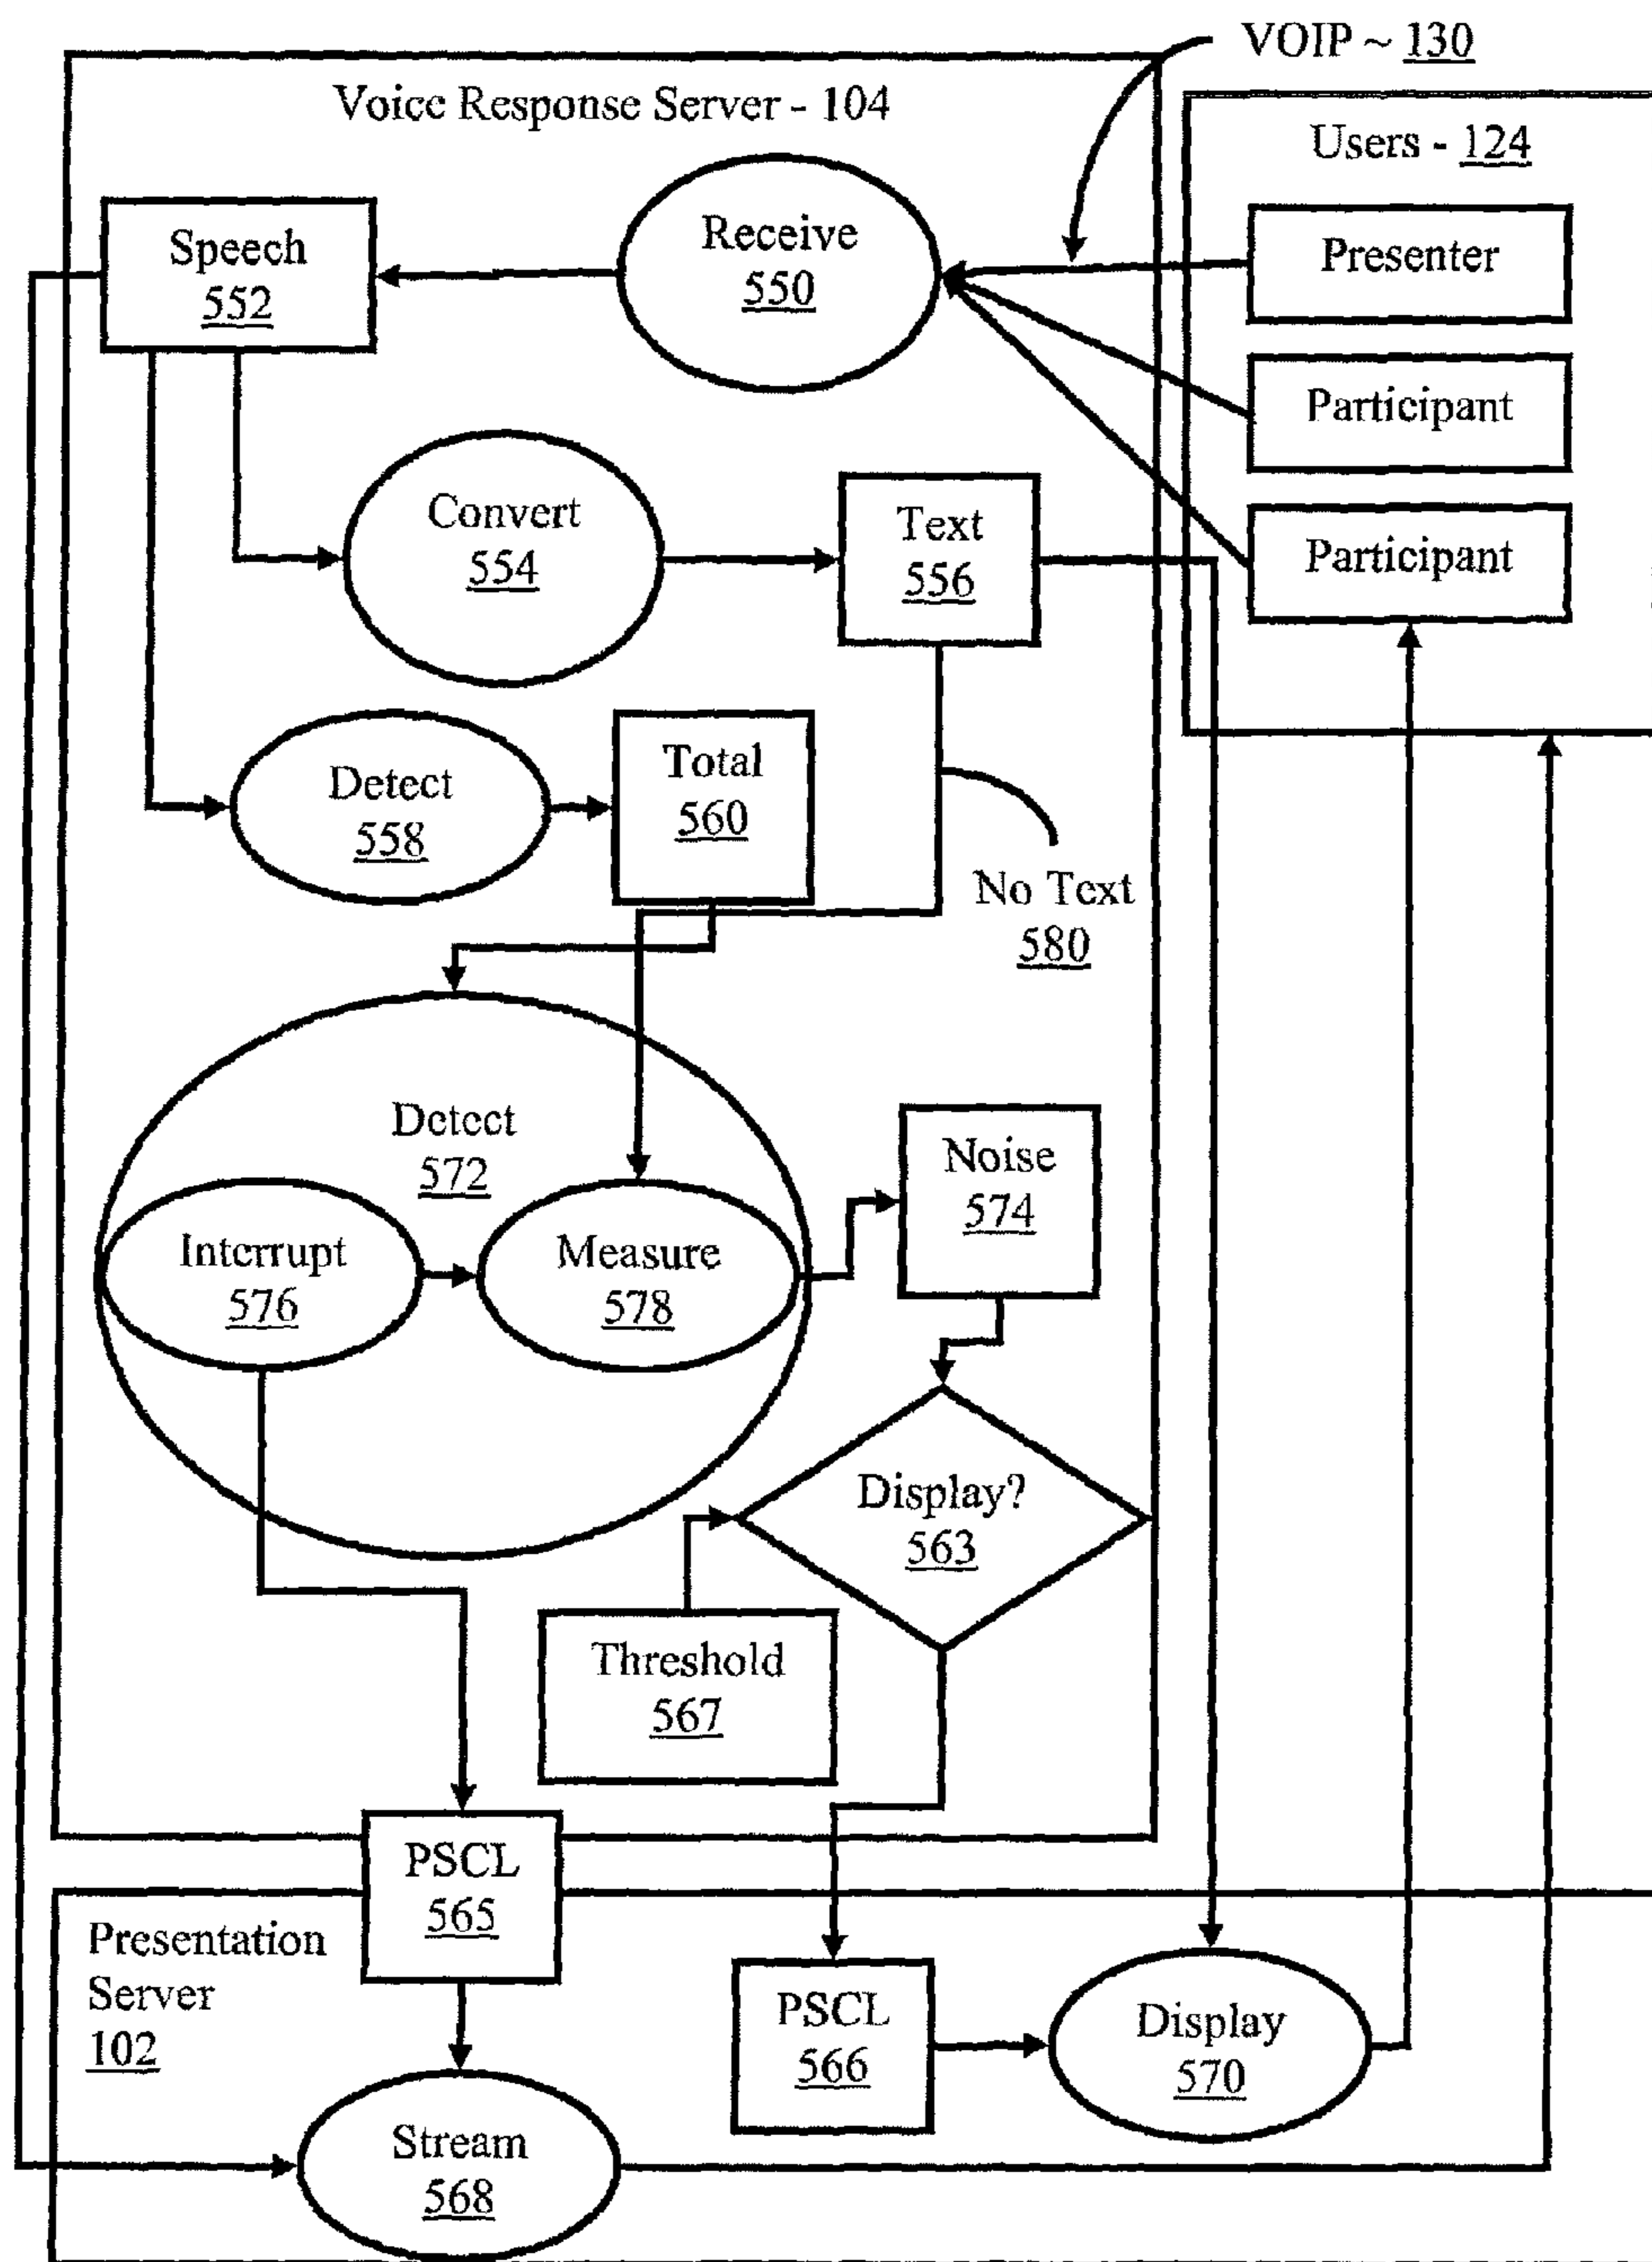 VOIP ~ 130
Voice Response Server - 104
Users - 124
Speech
552
Receive
550
Presenter
Participant
Participant
Convert
554
Text
556
Detect
558
Total
560
No Text
580
Detect
572
Interrupt
576
Measure
578
Noise
574
Display?
563
Threshold
567
PSCL
565
Presentation
Server
102
PSCL
566
Display
570
Stream
568